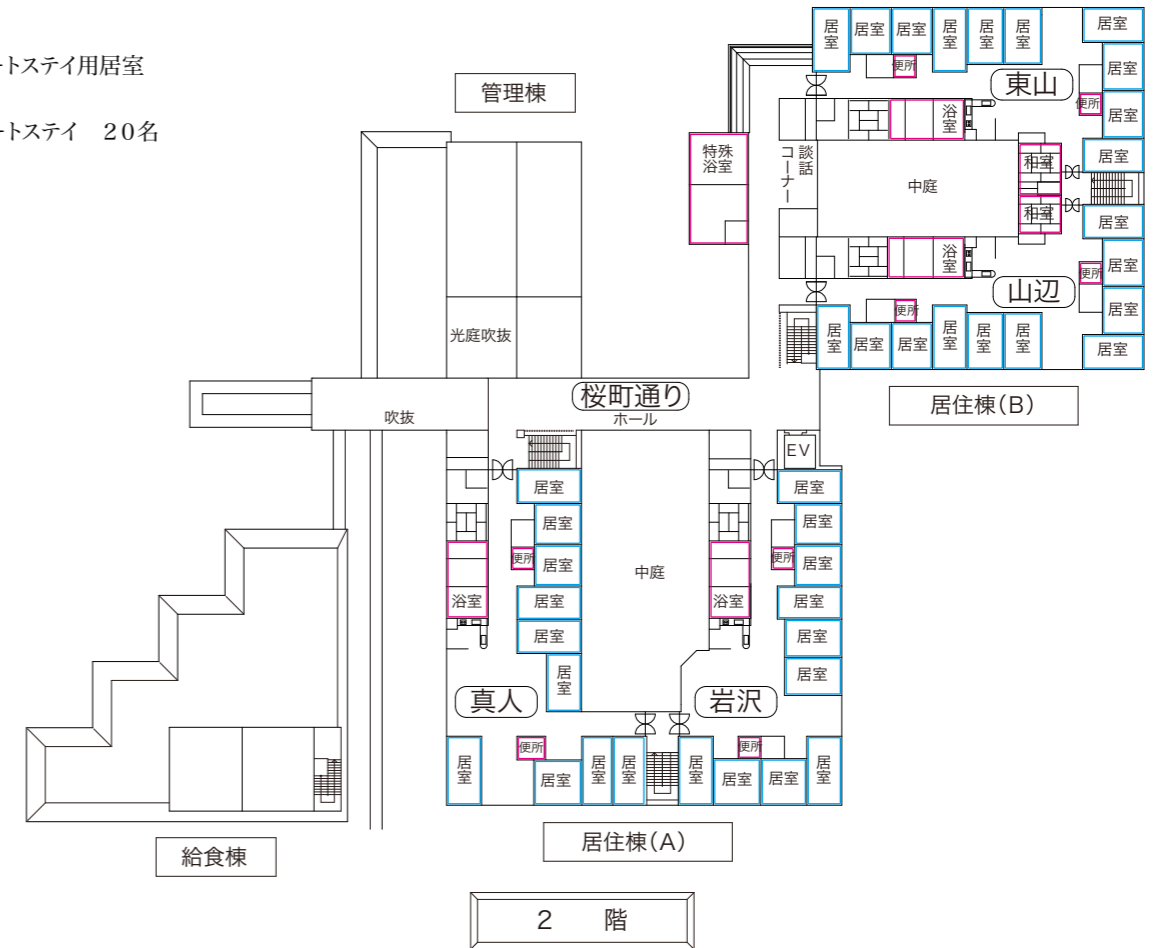 ートステイ用居室
ートステイ　20名
管理棟
居室
居室
居室
居室
居室
居室
居室
便所
東山
居室
便所
居室
浴室
特殊
浴室
談話
コーナー
中庭
和室
居室
和室
居室
浴室
便所
居室
山辺
便所
居室
居室
居室
居室
居室
居室
居室
居室
光庭吹抜
桜町通り
ホール
吹抜
居住棟(B)
EV
居室
居室
居室
居室
便所
居室
便所
居室
中庭
浴室
居室
浴室
居室
居室
居室
居室
居室
真人
岩沢
便所
便所
居室
居室
居室
居室
居室
居室
居室
居室
給食棟
居住棟(A)
2　階